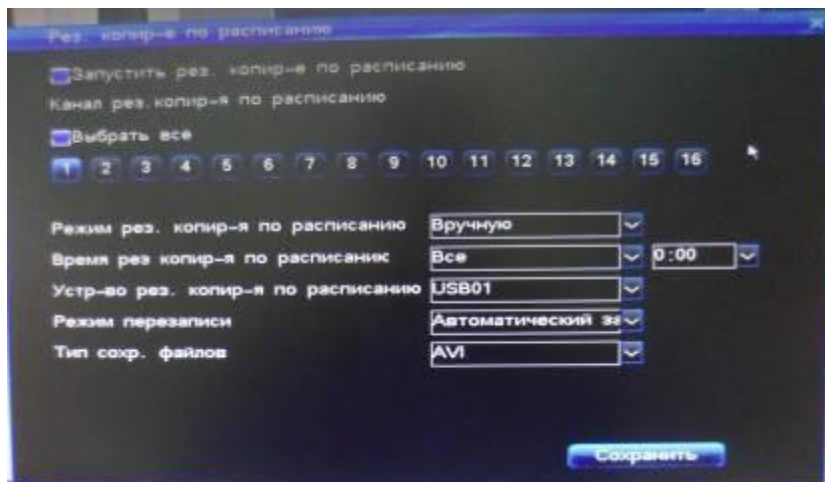 Рез. копир-е по расписанию
Запустить рез. копир-е по расписанию
Канал рез.копир-я по расписанию
Выбрать все
1 2 3 4 5 6 7 8 9 10 11 12 13 14 15 16
Режим рез. копир-я по расписанию Вручную
Время рез копир-я по расписаник Все 0:00
Устр-во рез. копир-я по расписанию USB01
Режим перезаписи Автоматический за
Тип сохр. файлов AVI
Сохранить